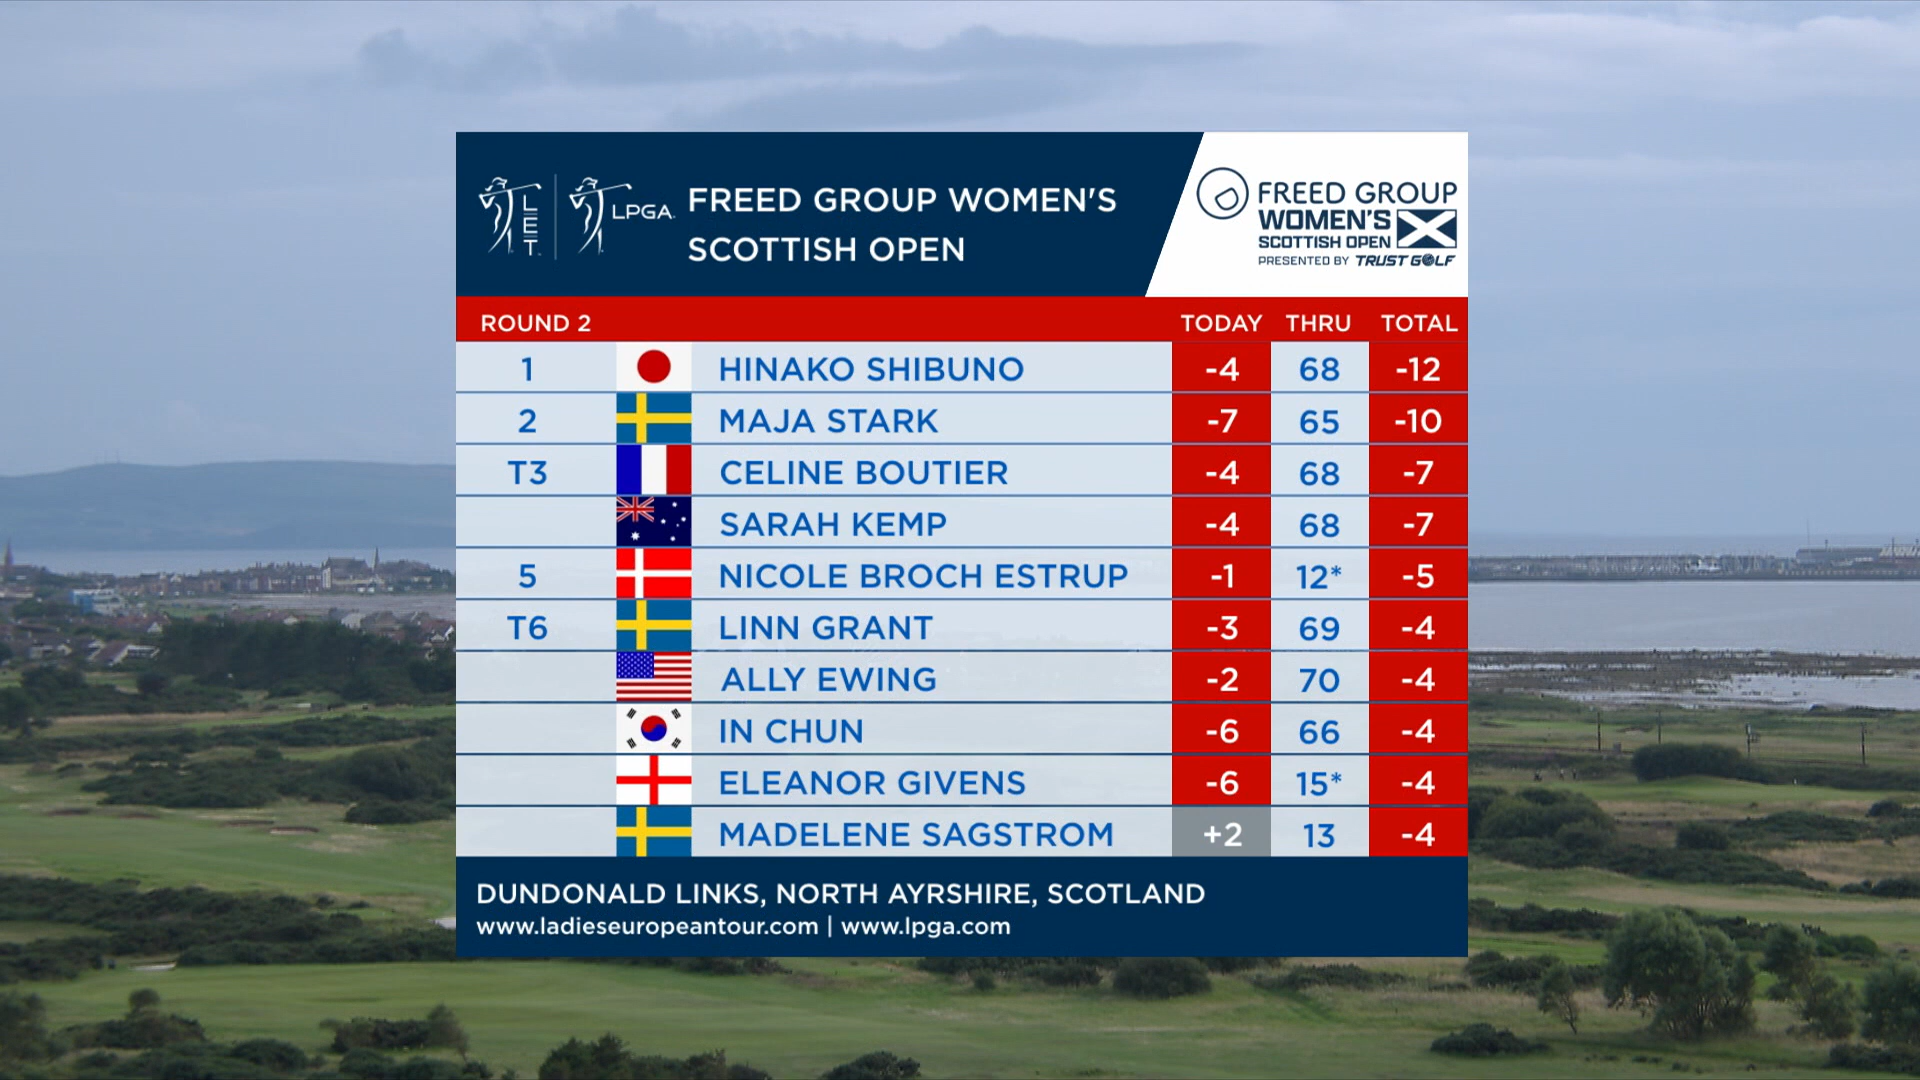 LET
LPGA
FREED GROUP WOMEN'S
SCOTTISH OPEN
FREED GROUP
WOMEN'S
SCOTTISH OPEN
PRESENTED BY TRUST GOLF
ROUND 2 TODAY THRU TOTAL
1 HINAKO SHIBUNO -4 68 -12
2 MAJA STARK -7 65 -10
T3 CELINE BOUTIER -4 68 -7
SARAH KEMP -4 68 -7
5 NICOLE BROCH ESTRUP -1 12* -5
T6 LINN GRANT -3 69 -4
ALLY EWING -2 70 -4
IN CHUN -6 66 -4
ELEANOR GIVENS -6 15* -4
MADELENE SAGSTROM +2 13 -4
DUNDONALD LINKS, NORTH AYRSHIRE, SCOTLAND
www.ladieseuropeantour.com | www.lpga.com